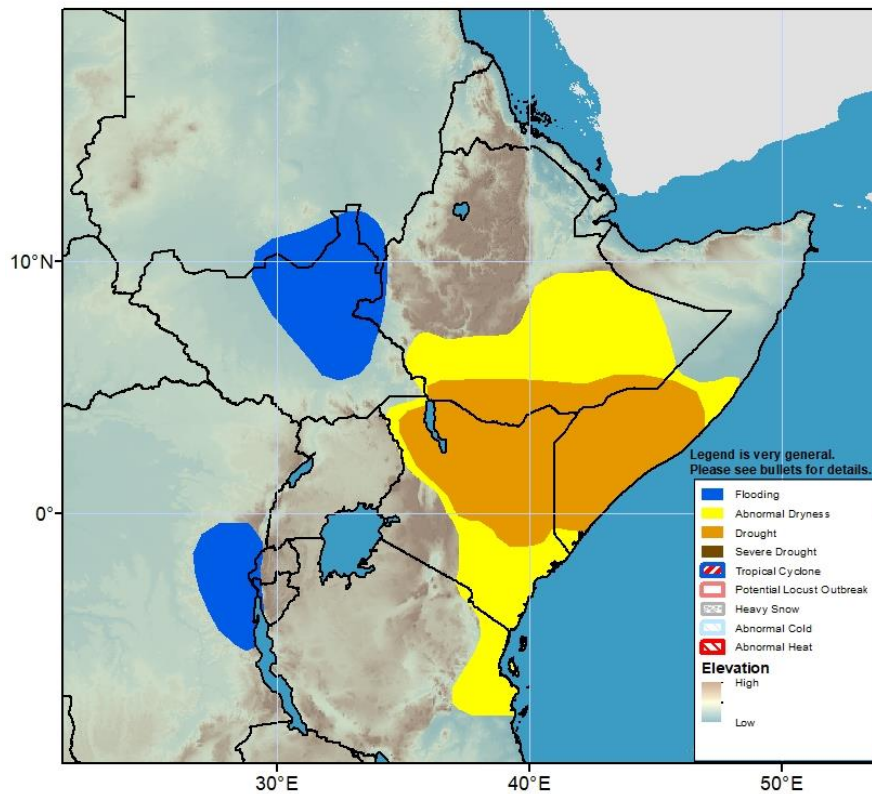 10°N
0°
30°E
40°E
50°E
Legend is very general.
Please see bullets for details.
Flooding
Abnormal Dryness
Drought
Severe Drought
Tropical Cyclone
Potential Locust Outbreak
Heavy Snow
Abnormal Cold
Abnormal Heat
Elevation
High
Low